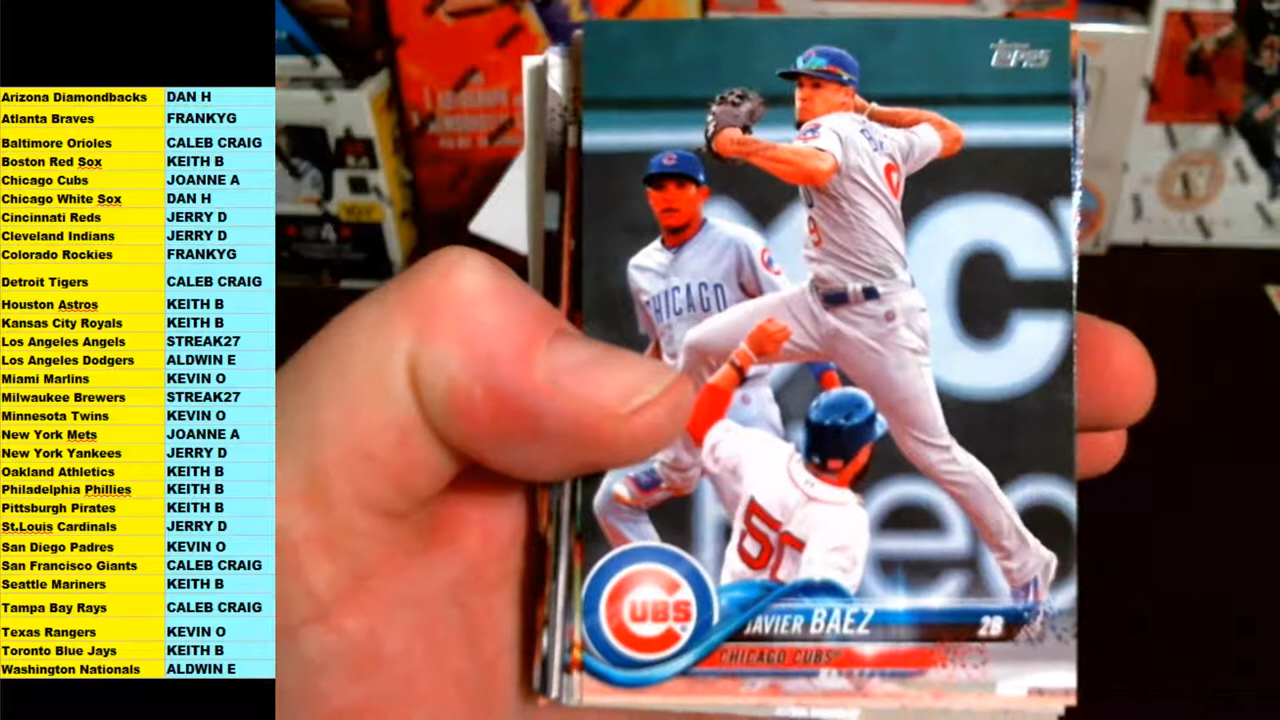 Arizona Diamondbacks DAN H
Atlanta Braves FRANKYG
Baltimore Orioles CALEB CRAIG
Boston Red Sox KEITH B
Chicago Cubs JOANNE A
Chicago White Sox DAN H
Cincinnati Reds JERRY D
Cleveland Indians JERRY D
Colorado Rockies FRANKYG
Detroit Tigers CALEB CRAIG
Houston Astros KEITH B
Kansas City Royals KEITH B
Los Angeles Angels STREAK27
Los Angeles Dodgers ALDWIN E
Miami Marlins KEVIN O
Milwaukee Brewers STREAK27
Minnesota Twins KEVIN O
New York Mets JOANNE A
New York Yankees JERRY D
Oakland Athletics KEITH B
Philadelphia Phillies KEITH B
Pittsburgh Pirates KEITH B
St.Louis Cardinals JERRY D
San Diego Padres KEVIN O
San Francisco Giants CALEB CRAIG
Seattle Mariners KEITH B
Tampa Bay Rays CALEB CRAIG
Texas Rangers KEVIN O
Toronto Blue Jays KEITH B
Washington Nationals ALDWIN E
TOPPS
9
CHICAGO
50
CUBS
JAVIER BAEZ 2B
CHICAGO CUBS